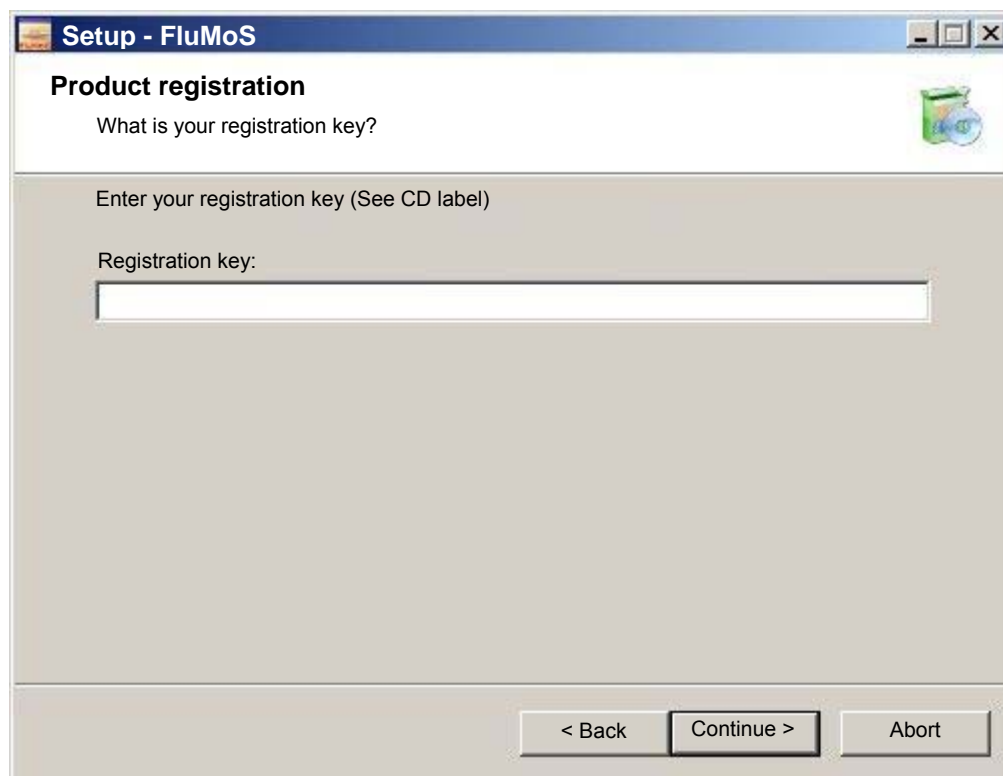 Setup - FluMoS
Product registration
What is your registration key?
Enter your registration key (See CD label)
Registration key:
< Back
Continue >
Abort